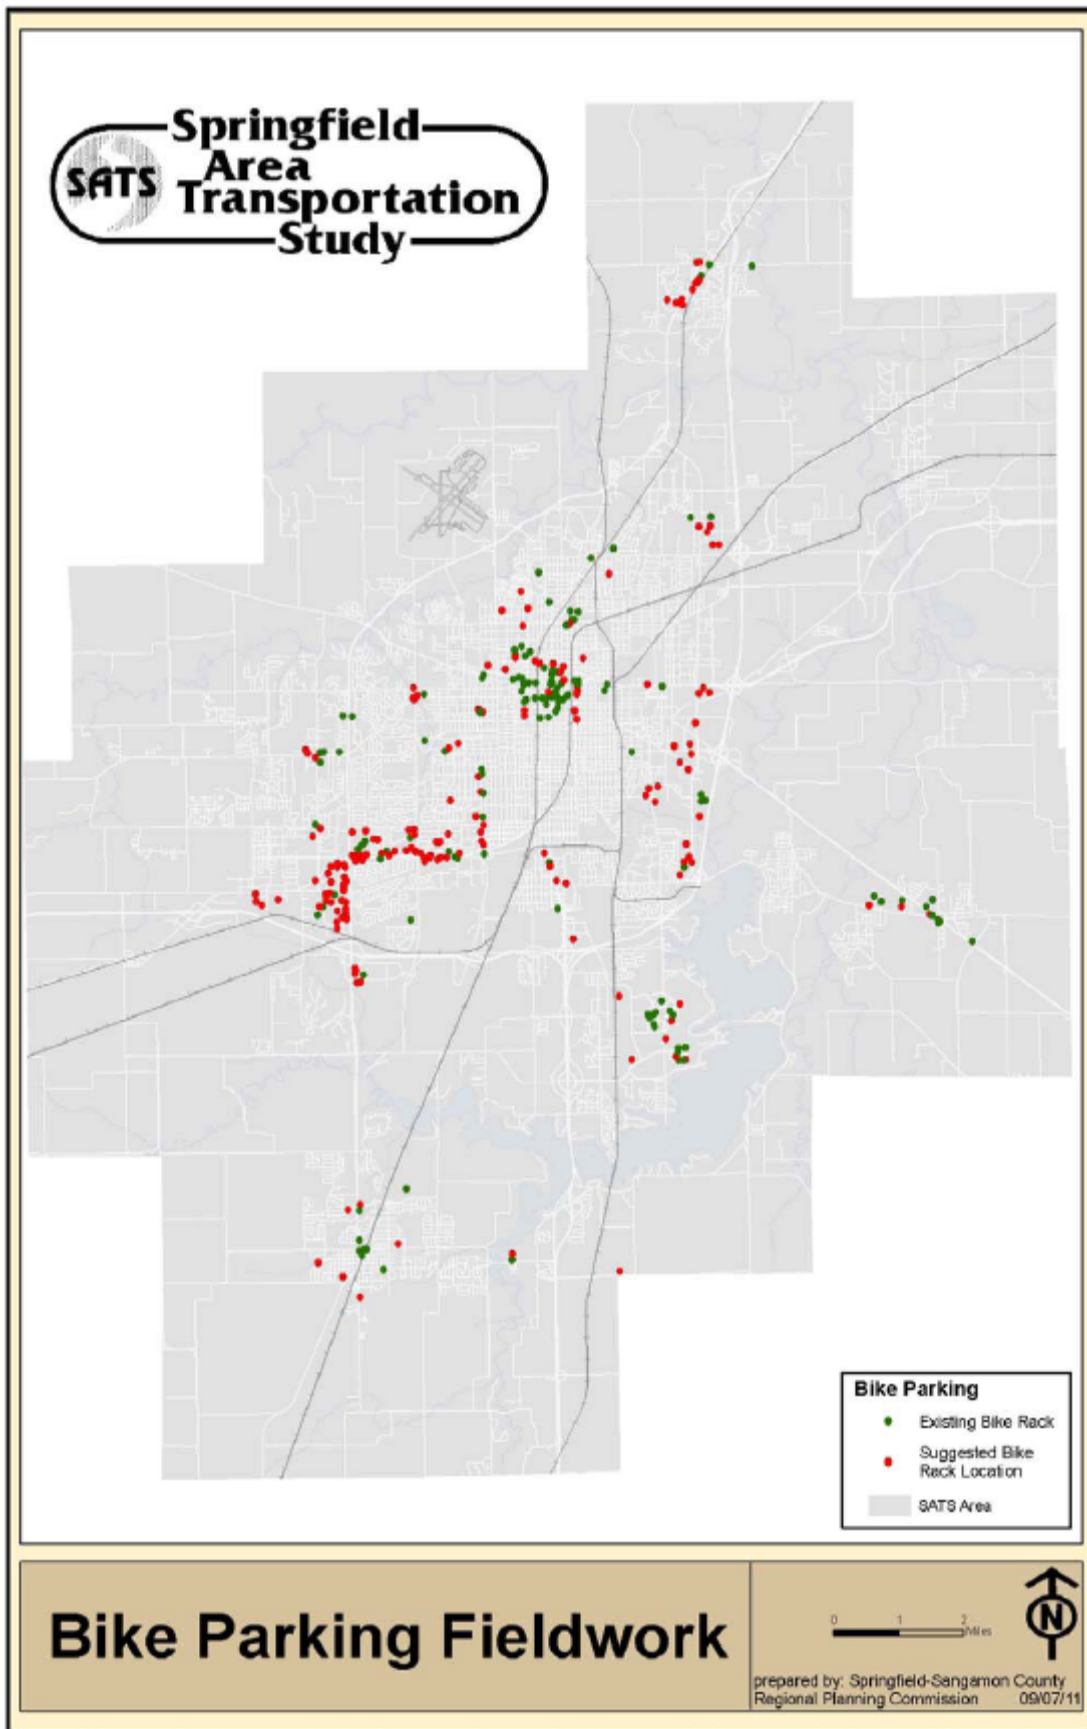 Springfield
Area
Transportation
Study
SATS
Bike Parking
Existing Bike Rack
Suggested Bike
Rack Location
SATS Area
Bike Parking Fieldwork
0 1 2
Miles
N
prepared by: Springfield-Sangamon County
Regional Planning Commission 09/07/11